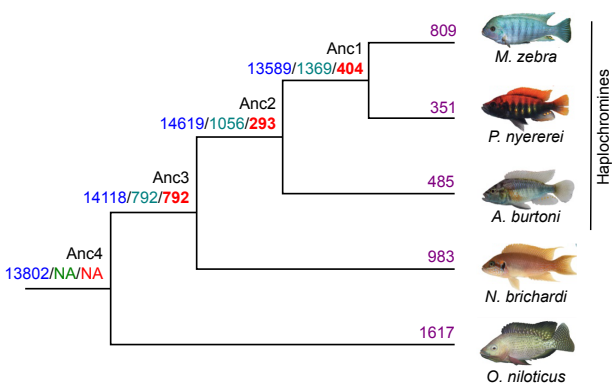 809
M. zebra
Anc1
13589/1369/404
351
P. nyererei
Anc2
14619/1056/293
485
A. burtoni
Haplochromines
Anc3
14118/792/792
983
N. brichardi
Anc4
13802/NA/NA
1617
O. niloticus